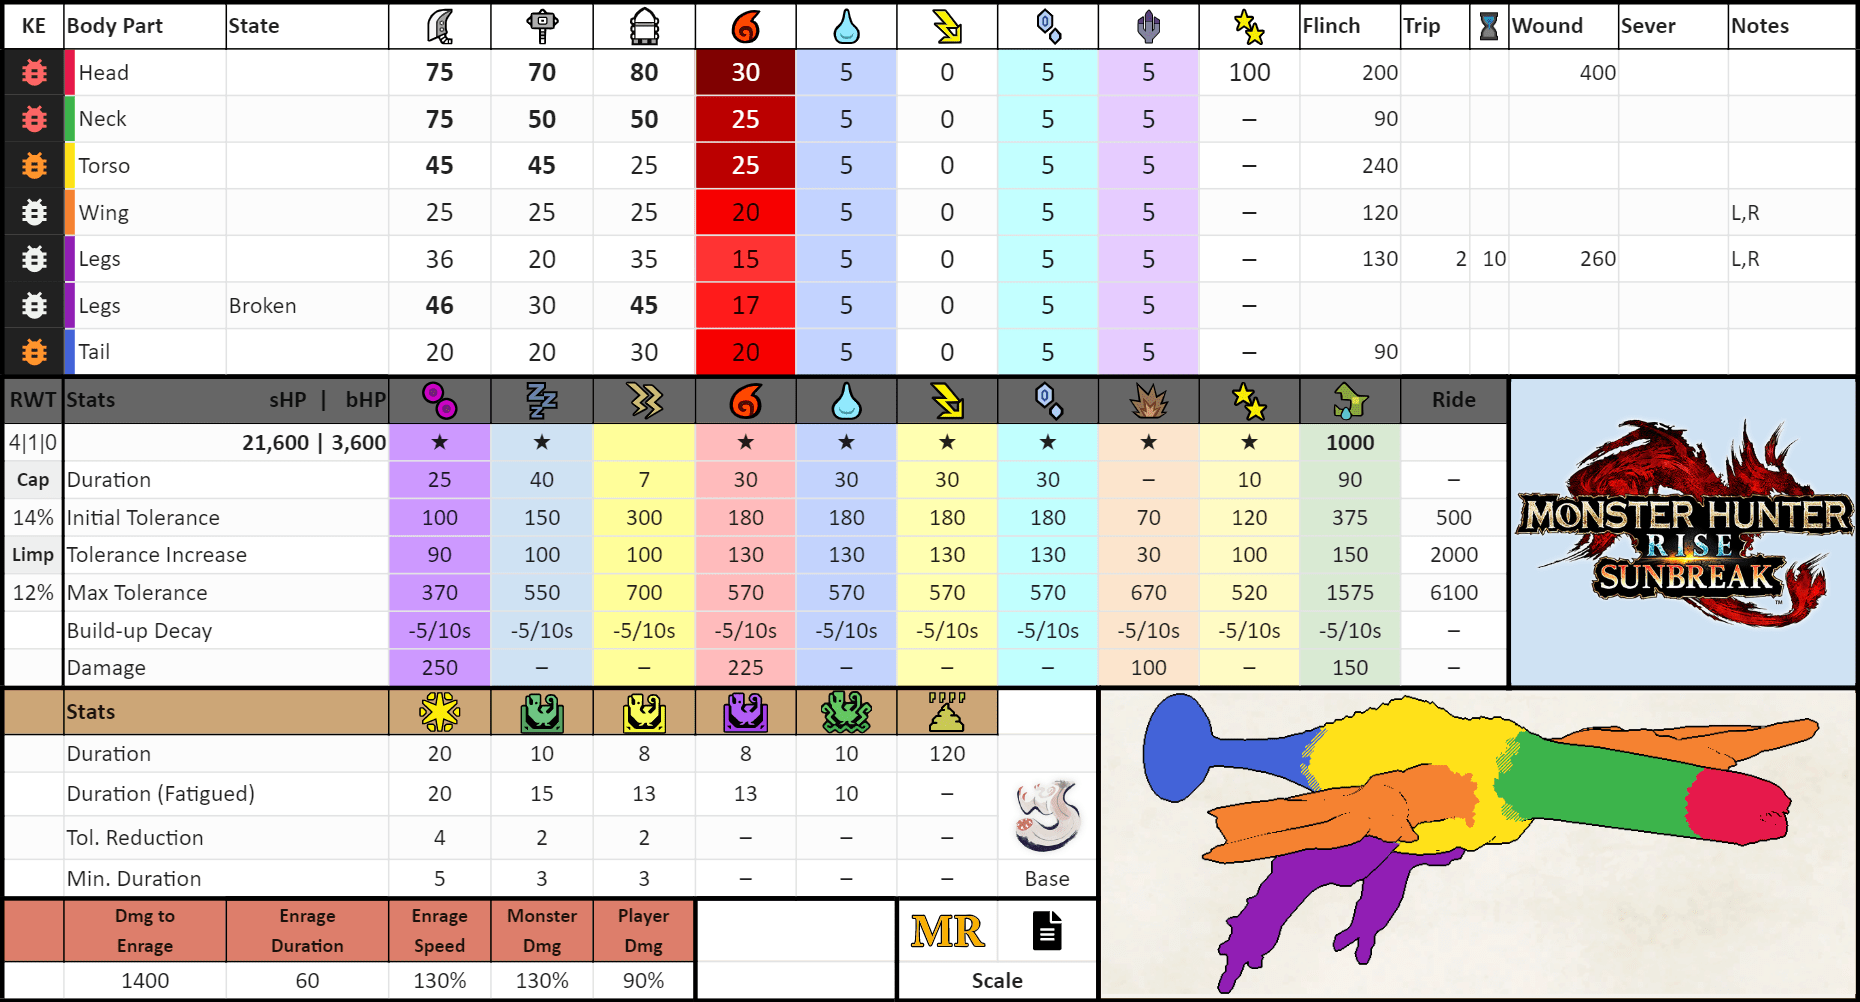 KE Body Part State Flinch Trip Wound Sever Notes
Head 75 70 80 30 5 0 5 5 100 200 400
Neck 75 50 50 25 5 0 5 5 – 90
Torso 45 45 25 25 5 0 5 5 – 240
Wing 25 25 25 20 5 0 5 5 – 120 L,R
Legs 36 20 35 15 5 0 5 5 – 130 2 10 260 L,R
Legs Broken 46 30 45 17 5 0 5 5 –
Tail 20 20 30 20 5 0 5 5 – 90
RWT Stats sHP | bHP Ride
4|1|0 21,600 | 3,600 ★ ★ ★ ★ ★ ★ ★ ★ 1000
Cap Duration 25 40 7 30 30 30 30 – 10 90 –
14% Initial Tolerance 100 150 300 180 180 180 180 70 120 375 500
Limp Tolerance Increase 90 100 100 130 130 130 130 30 100 150 2000
12% Max Tolerance 370 550 700 570 570 570 570 670 520 1575 6100
Build-up Decay -5/10s -5/10s -5/10s -5/10s -5/10s -5/10s -5/10s -5/10s -5/10s -5/10s –
Damage 250 – – 225 – – – 100 – 150 –
MONSTER HUNTER
RISE
SUNBREAK
TM
Stats
Duration 20 10 8 8 10 120
Duration (Fatigued) 20 15 13 13 10 –
Tol. Reduction 4 2 2 – – –
Min. Duration 5 3 3 – – – Base
Dmg to Enrage Enrage Monster Player
Enrage Duration Speed Dmg Dmg
MR
1400 60 130% 130% 90% Scale